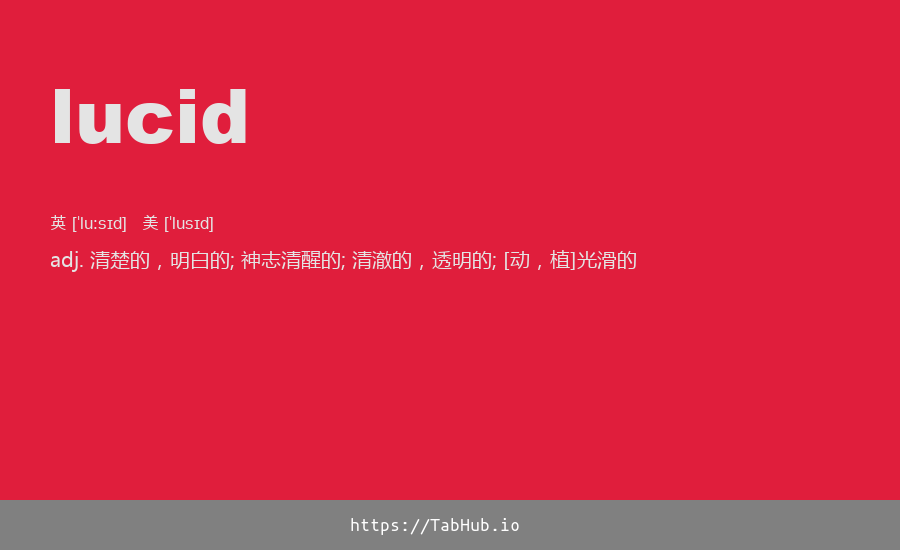 lucid
英 [ˈluːsɪd] 美 [ˈlusɪd]
adj. 清楚的，明白的; 神志清醒的; 清澈的，透明的; [动，植]光滑的
https://TabHub.io